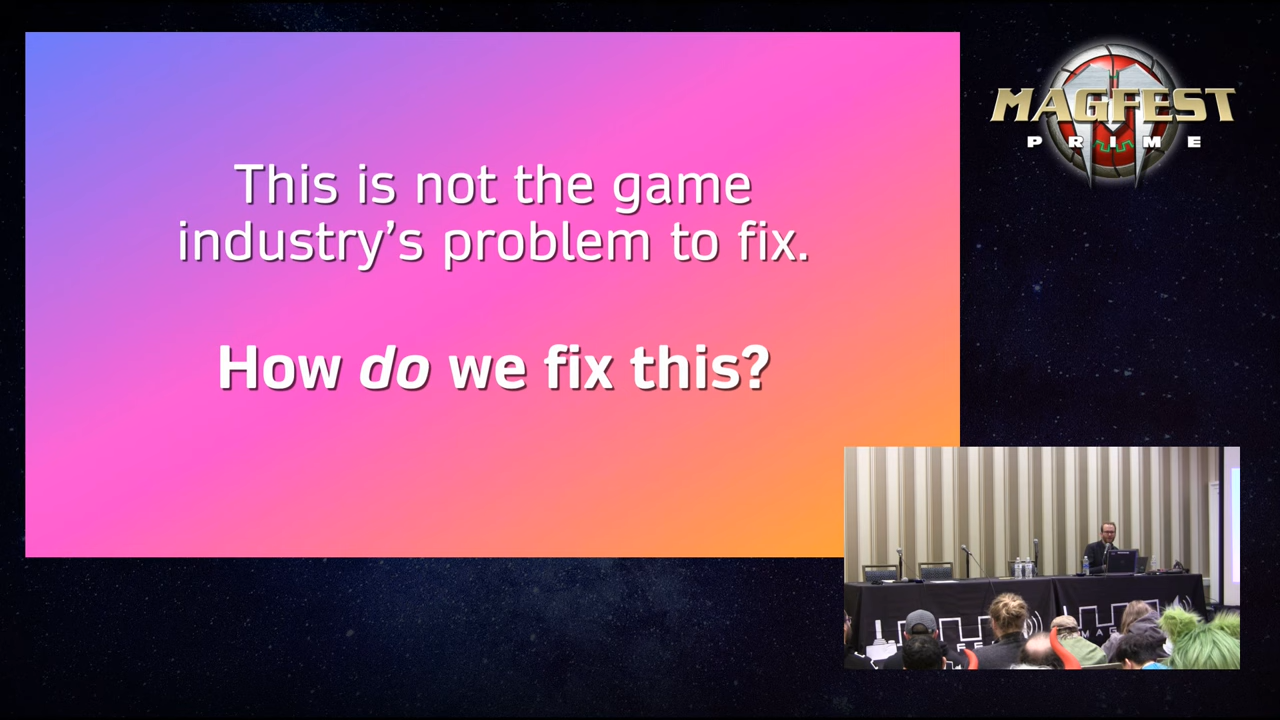 This is not the game
industry’s problem to fix.
How do we fix this?
MAGFEST
PRIME